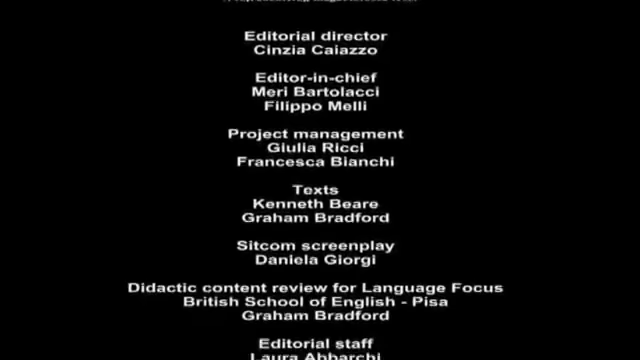 Editorial director
Cinzia Caiazzo
Editor-in-chief
Meri Bartolacci
Filippo Melli
Project management
Giulia Ricci
Francesca Bianchi
Texts
Kenneth Beare
Graham Bradford
Sitcom screenplay
Daniela Giorgi
Didactic content review for Language Focus
British School of English - Pisa
Graham Bradford
Editorial staff
Laura Abbarchi